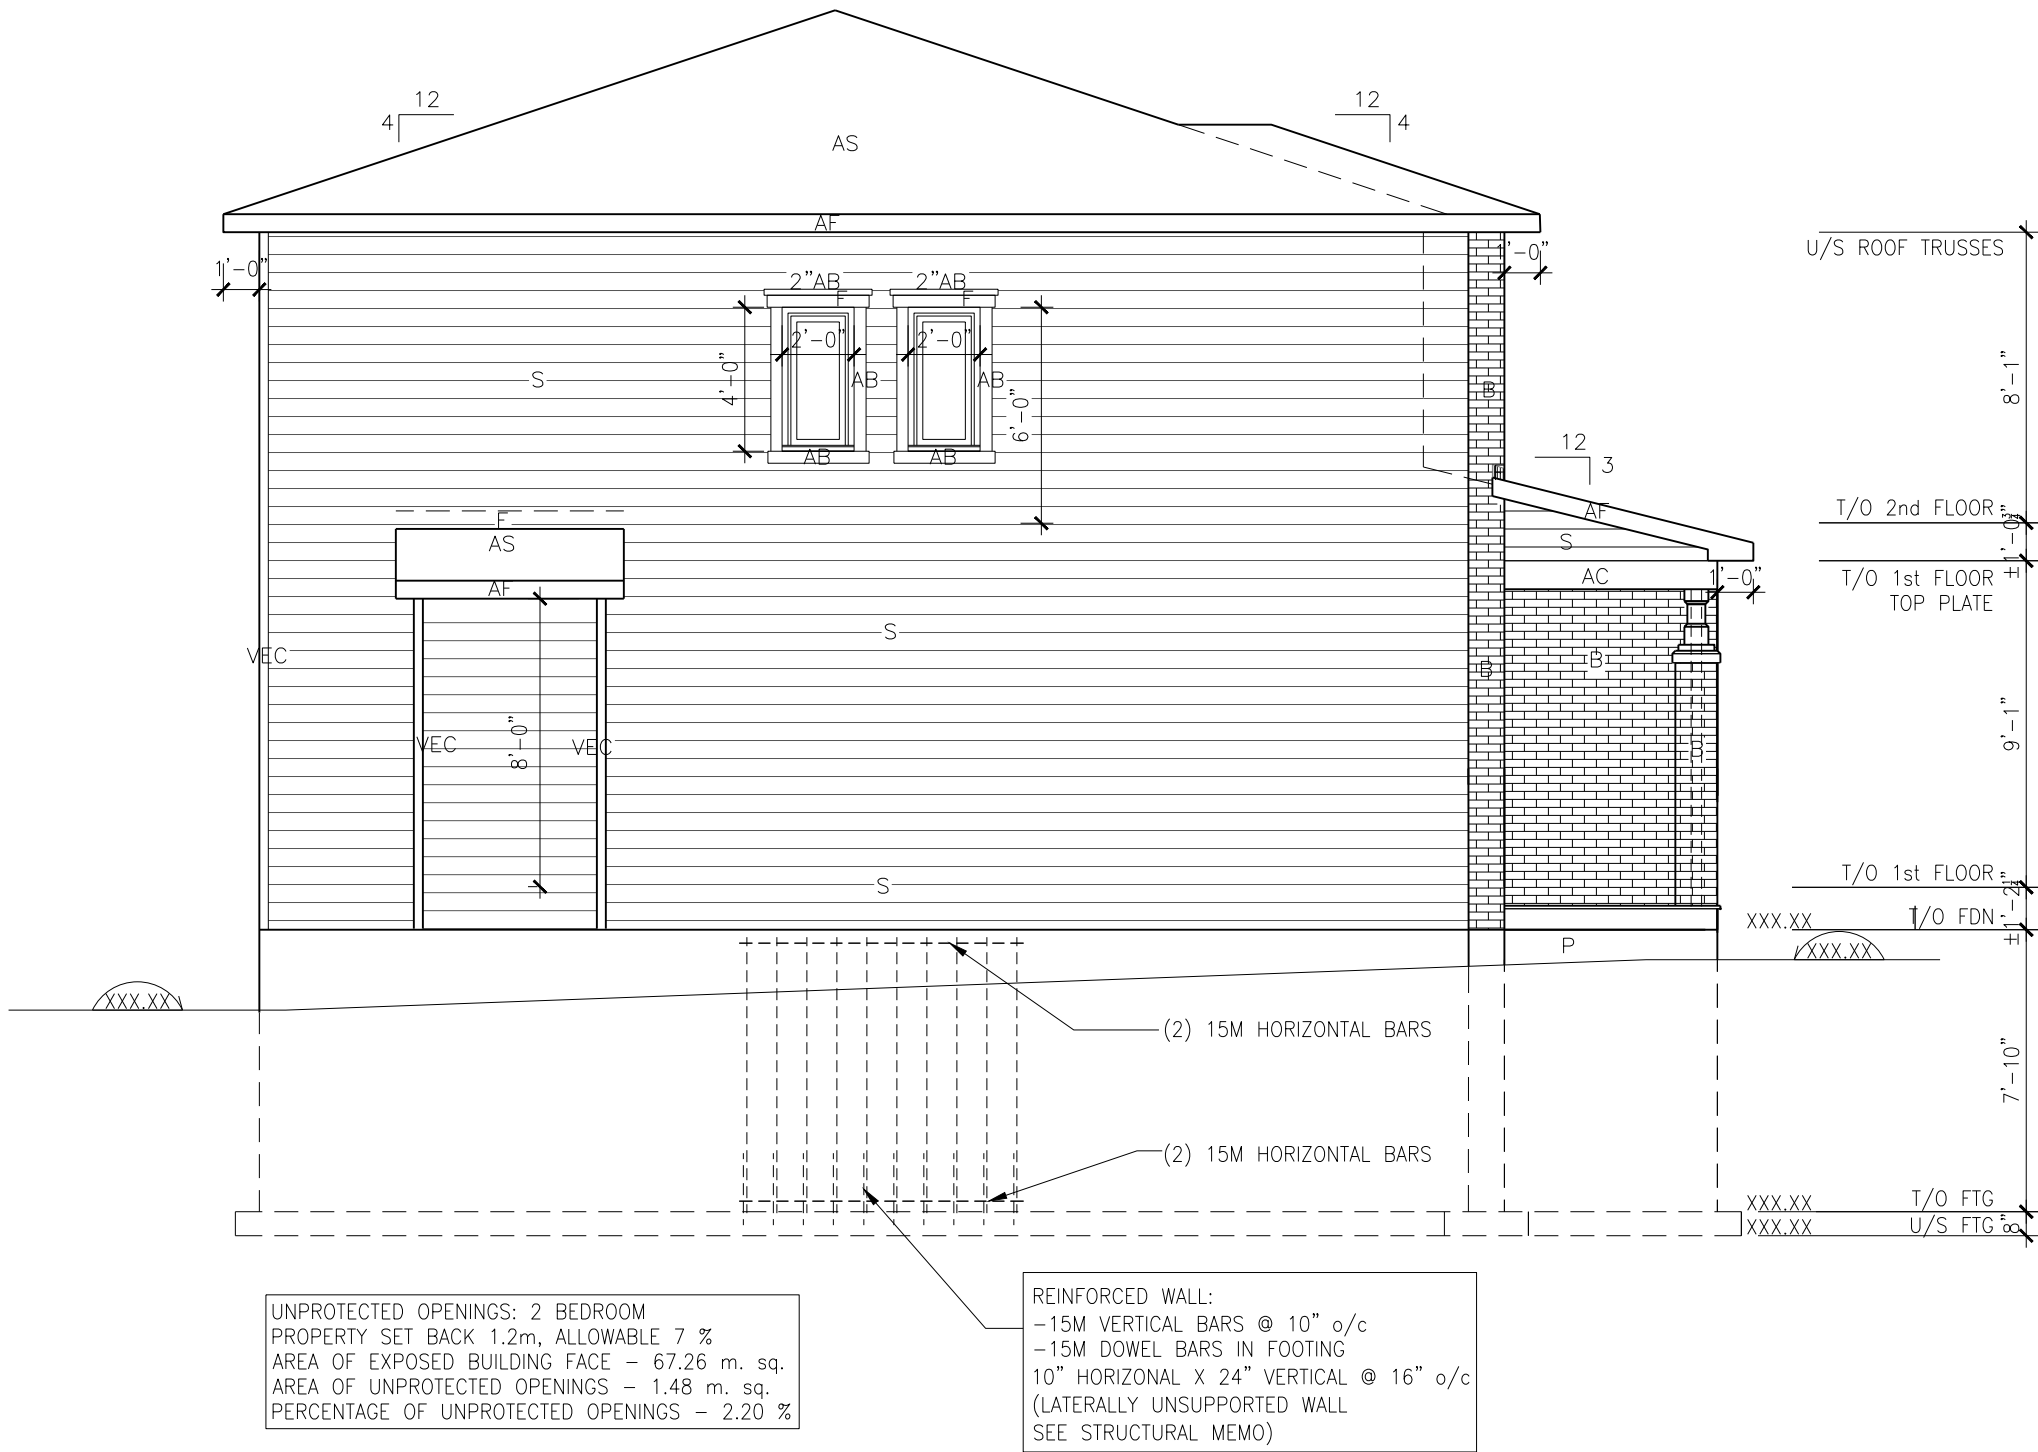 12
4
12
4
AS
AF
U/S ROOF TRUSSES
1'-0"
1'-0"
2"AB
2"AB
F
F
2'-0"
2'-0"
S
4'-0"
AB
AB
6'-0"
B
8'-1"
AB
AB
12
3
T/O 2nd FLOOR
AF
F
AS
S
±1'-0¾"
AF
AC
1'-0"
T/O 1st FLOOR
TOP PLATE
S
VEC
B
B
VEC
8'-0"
VEC
B
9'-1"
S
T/O 1st FLOOR
XXX.XX
T/O FDN
P
XXX.XX
XXX.XX
(2) 15M HORIZONTAL BARS
7'-10"
(2) 15M HORIZONTAL BARS
XXX.XX
T/O FTG
XXX.XX
U/S FTG
8"
UNPROTECTED OPENINGS: 2 BEDROOM
PROPERTY SET BACK 1.2m, ALLOWABLE 7 %
AREA OF EXPOSED BUILDING FACE – 67.26 m. sq.
AREA OF UNPROTECTED OPENINGS – 1.48 m. sq.
PERCENTAGE OF UNPROTECTED OPENINGS – 2.20 %
REINFORCED WALL:
–15M VERTICAL BARS @ 10" o/c
–15M DOWEL BARS IN FOOTING
10" HORIZONAL X 24" VERTICAL @ 16" o/c
(LATERALLY UNSUPPORTED WALL
SEE STRUCTURAL MEMO)